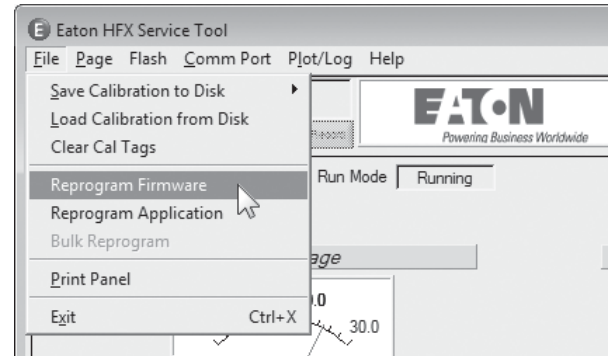 Eaton HFX Service Tool
File Page Flash Comm Port Plot/Log Help
Save Calibration to Disk
Load Calibration from Disk
Clear Cal Tags
Reprogram Firmware
Reprogram Application
Bulk Reprogram
Print Panel
Exit Ctrl+X
EATON
Powering Business Worldwide
Run Mode Running
30.0